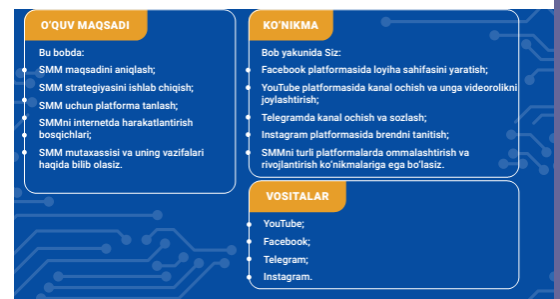 O'QUV MAQSADI
Bu bobda:
SMM maqsadini aniqlash;
SMM strategiyasini ishlab chiqish;
SMM uchun platforma tanlash;
SMMni internetda harakatlantirish
bosqichlari;
SMM mutaxassisi va uning vazifalari
haqida bilib olasiz.
KO'NIKMA
Bob yakunida Siz:
Facebook platformasida loyiha sahifasini yaratish;
YouTube platformasida kanal ochish va unga videorolikni
joylashtirish;
Telegramda kanal ochish va sozlash;
Instagram platformasida brendni tanitish;
SMMni turli platformalarda ommalashtirish va
rivojlantirish ko'nikmalariga ega bo'lasiz.
VOSITALAR
YouTube;
Facebook;
Telegram;
Instagram.